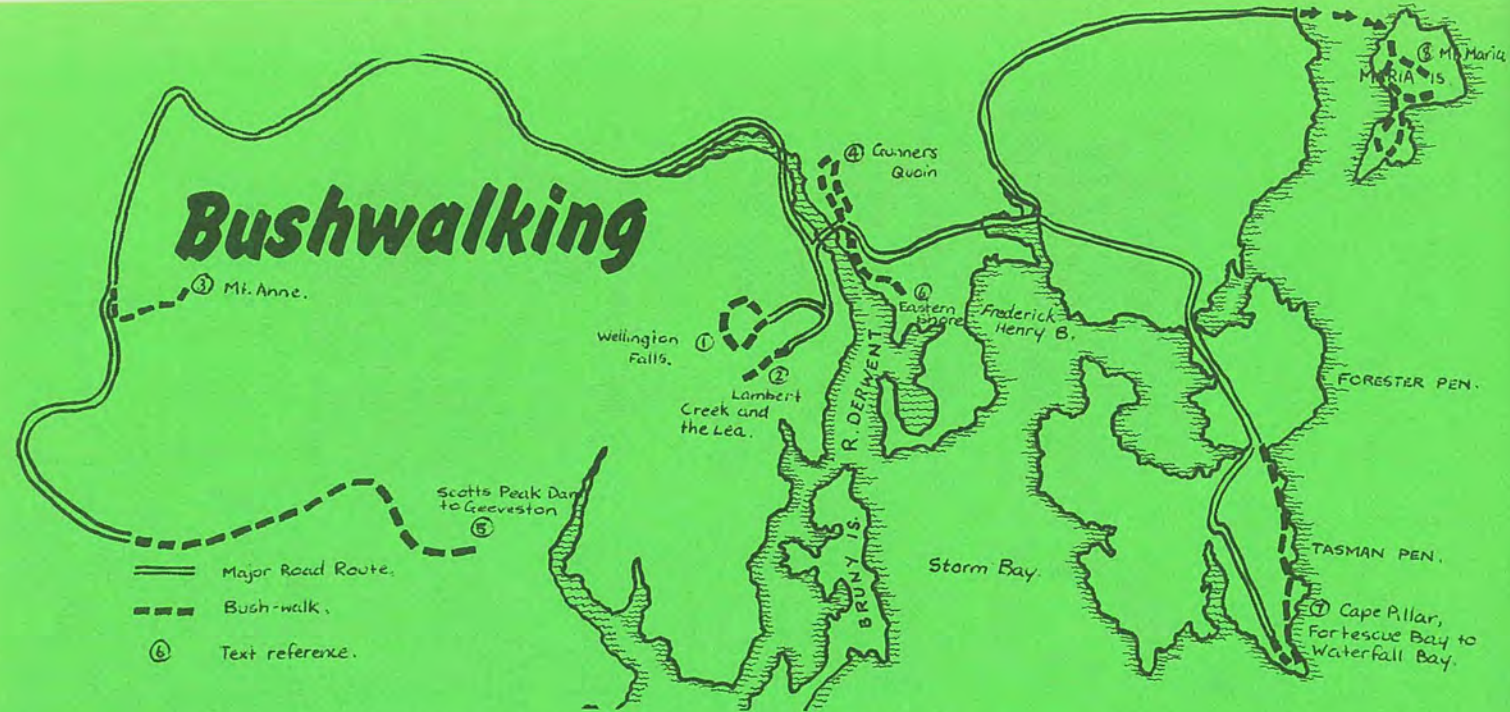 Bushwalking
⑧ Mt. Maria
MARIA IS
④ Gunners
Quoin
③ Mt. Anne.
⑥
Eastern
Shore
Frederick
Henry B.
Wellington ①
Falls.
②
Lambert
Creek and
the Lea.
R. DERWENT
FORESTER PEN.
Scotts Peak Dam
to Geeveston
⑤
BRUNY IS.
Storm Bay.
TASMAN PEN.
⑦ Cape Pillar,
Fortescue Bay to
Waterfall Bay.
Major Road Route.
Bush-walk.
⑥ Text reference.